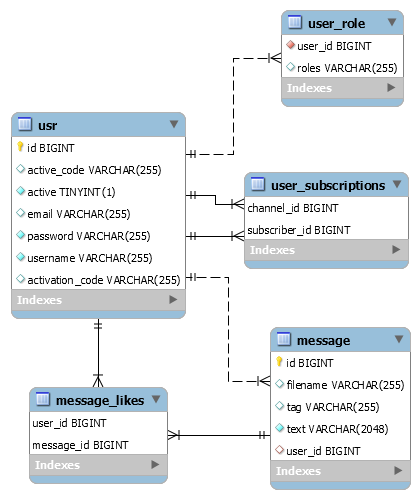 user_role
user_id BIGINT
roles VARCHAR(255)
Indexes
usr
id BIGINT
active_code VARCHAR(255)
active TINYINT(1)
email VARCHAR(255)
password VARCHAR(255)
username VARCHAR(255)
activation_code VARCHAR(255)
Indexes
user_subscriptions
channel_id BIGINT
subscriber_id BIGINT
Indexes
message
id BIGINT
filename VARCHAR(255)
tag VARCHAR(255)
text VARCHAR(2048)
user_id BIGINT
Indexes
message_likes
user_id BIGINT
message_id BIGINT
Indexes